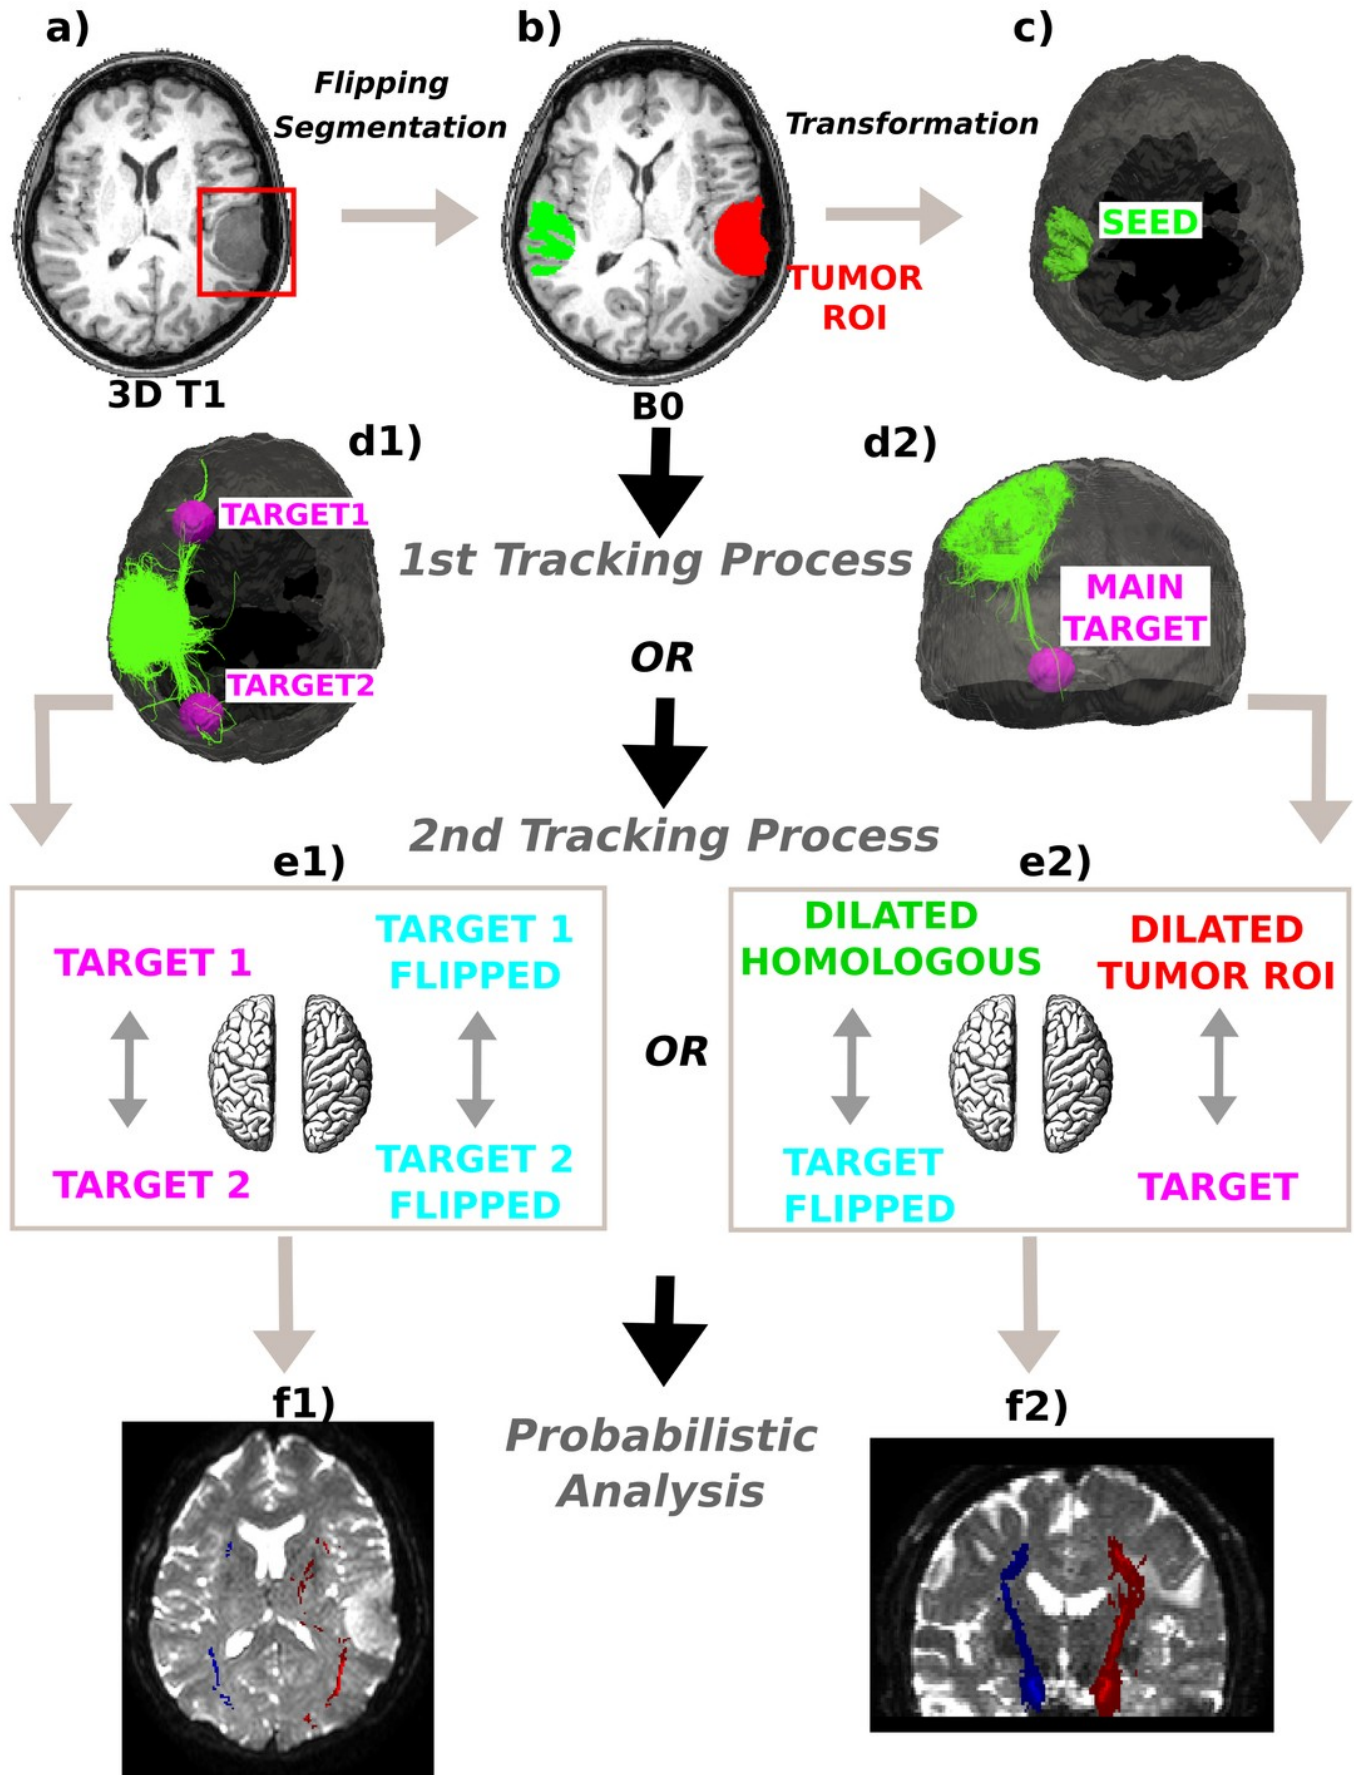 a)
b)
c)
Flipping
Segmentation
Transformation
SEED
TUMOR
ROI
3D T1
B0
d1)
d2)
TARGET1
1st Tracking Process
MAIN
TARGET
OR
TARGET2
2nd Tracking Process
e1)
e2)
TARGET 1
TARGET 1
FLIPPED
DILATED
HOMOLOGOUS
DILATED
TUMOR ROI
OR
TARGET 2
TARGET 2
FLIPPED
TARGET
FLIPPED
TARGET
f1)
f2)
Probabilistic
Analysis